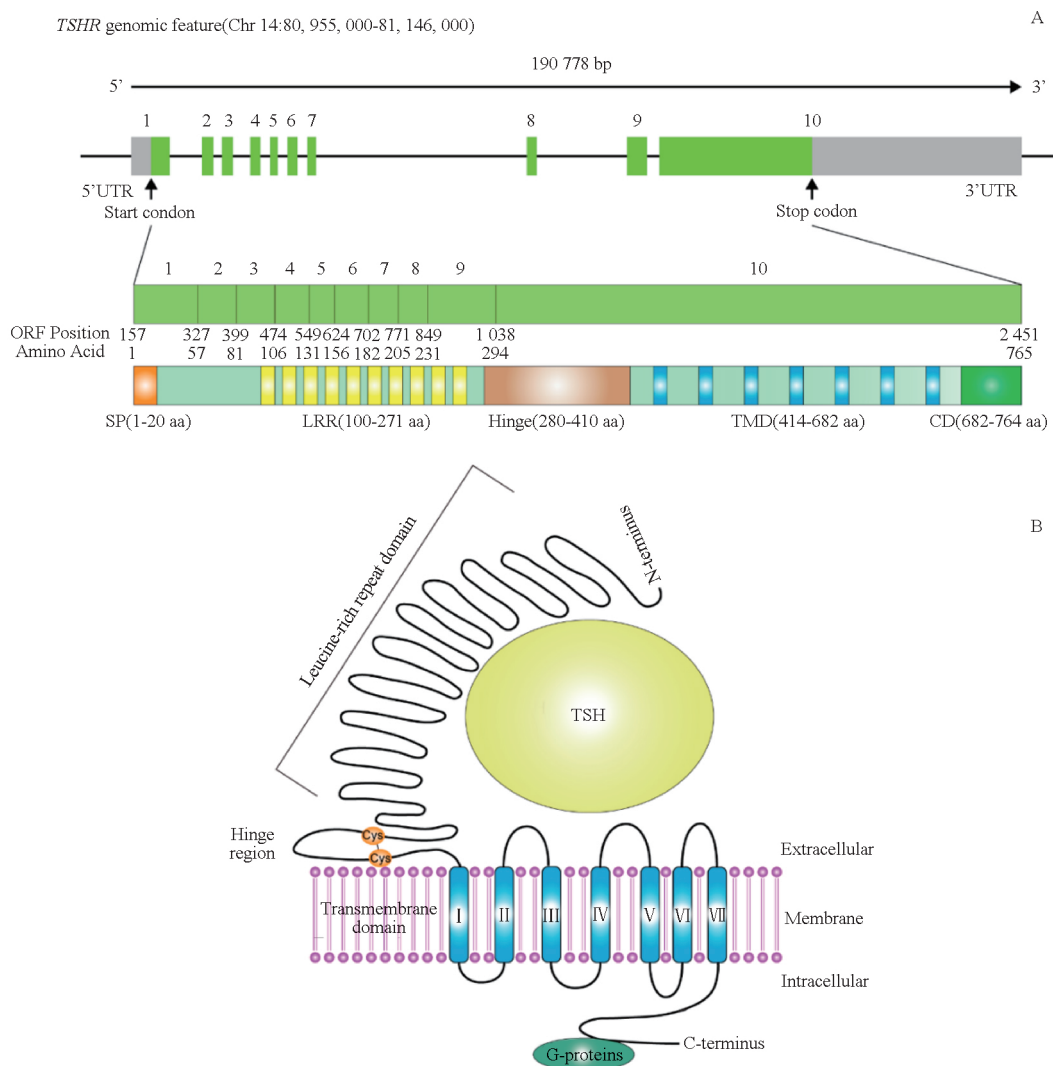 A
TSHR genomic feature(Chr 14:80, 955, 000-81, 146, 000)
190 778 bp
5’ 3’
1 2 3 4 5 6 7 8 9 10
5’UTR 3’UTR
Start condon Stop codon
1 2 3 4 5 6 7 8 9 10
ORF Position 157 327 399 474 549 624 702 771 849 1 038 2 451
Amino Acid 1 57 81 106 131 156 182 205 231 294 765
SP(1-20 aa) LRR(100-271 aa) Hinge(280-410 aa) TMD(414-682 aa) CD(682-764 aa)
B
Leucine-rich repeat domain
N-terminus
TSH
Hinge
region
Cys
Cys
Extracellular
Transmembrane
domain
I II III IV V VI VII
Membrane
Intracellular
C-terminus
G-proteins